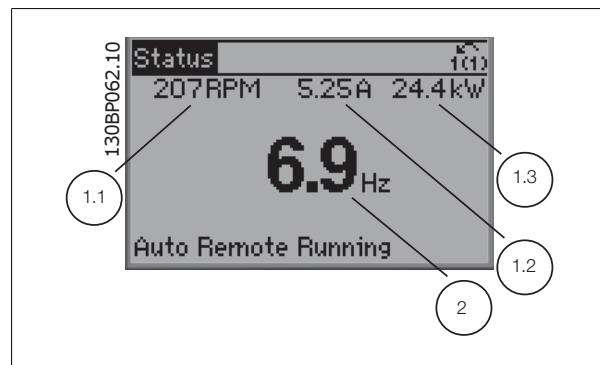 130BP062.10
Status
1(1)
207RPM 5.25A 24.4kW
6.9Hz
Auto Remote Running
1.1
1.3
1.2
2